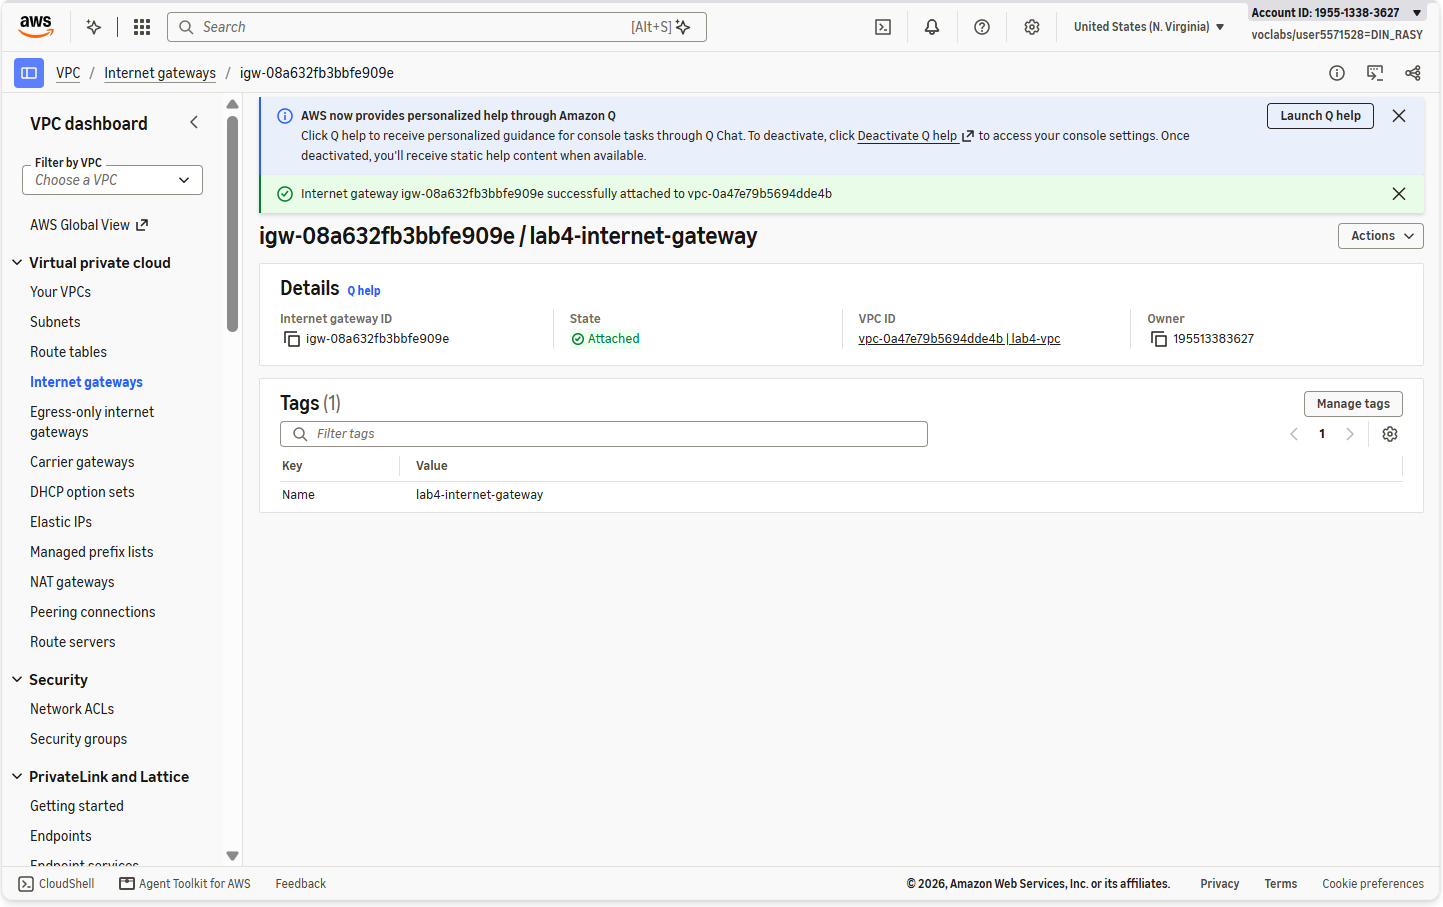 aws
Search
[Alt+S]
United States (N. Virginia)
Account ID: 1955-1338-3627
voclabs/user5571528=DIN_RASY
VPC / Internet gateways / igw-08a632fb3bbfe909e
VPC dashboard
Filter by VPC
Choose a VPC
AWS Global View
Virtual private cloud
Your VPCs
Subnets
Route tables
Internet gateways
Egress-only internet
gateways
Carrier gateways
DHCP option sets
Elastic IPs
Managed prefix lists
NAT gateways
Peering connections
Route servers
Security
Network ACLs
Security groups
PrivateLink and Lattice
Getting started
Endpoints
Endpoint services
AWS now provides personalized help through Amazon Q
Click Q help to receive personalized guidance for console tasks through Q Chat. To deactivate, click Deactivate Q help to access your console settings. Once
deactivated, you'll receive static help content when available.
Launch Q help
Internet gateway igw-08a632fb3bbfe909e successfully attached to vpc-0a47e79b5694dde4b
igw-08a632fb3bbfe909e / lab4-internet-gateway
Actions
Details Q help
Internet gateway ID
igw-08a632fb3bbfe909e
State
Attached
VPC ID
vpc-0a47e79b5694dde4b | lab4-vpc
Owner
195513383627
Tags (1)
Manage tags
Filter tags
1
Key Value
Name lab4-internet-gateway
CloudShell Agent Toolkit for AWS Feedback
© 2026, Amazon Web Services, Inc. or its affiliates. Privacy Terms Cookie preferences